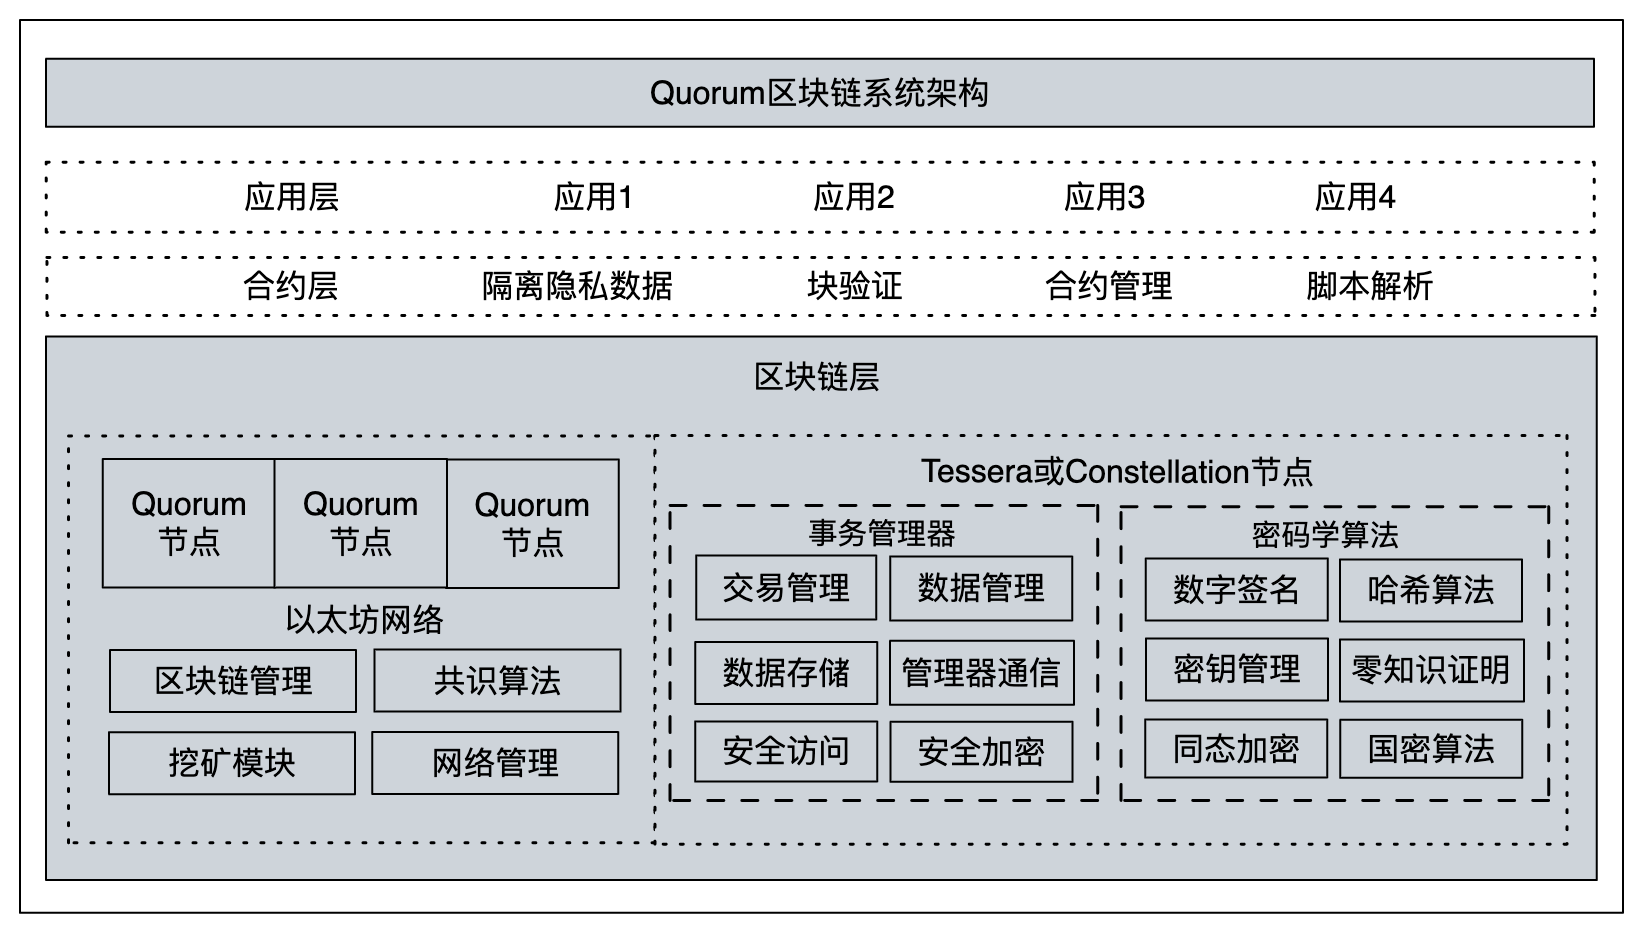 Quorum区块链系统架构
应用层 应用1 应用2 应用3 应用4
合约层 隔离隐私数据 块验证 合约管理 脚本解析
区块链层
Quorum
节点
Quorum
节点
Quorum
节点
以太坊网络
区块链管理 共识算法
挖矿模块 网络管理
Tessera或Constellation节点
事务管理器
交易管理 数据管理
数据存储 管理器通信
安全访问 安全加密
密码学算法
数字签名 哈希算法
密钥管理 零知识证明
同态加密 国密算法